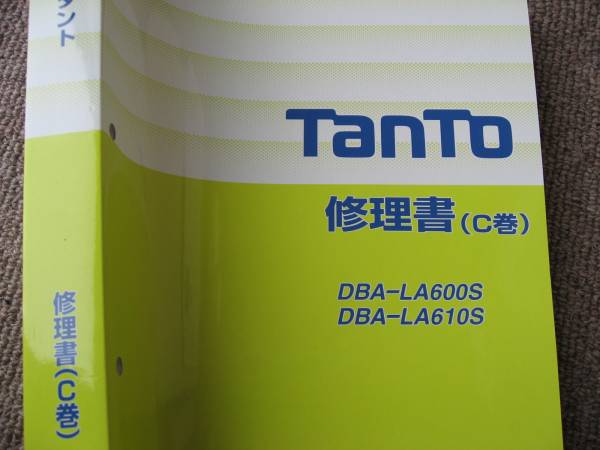 タント
修理書(C巻)
TanTo
修理書(C巻)
DBA-LA600S
DBA-LA610S